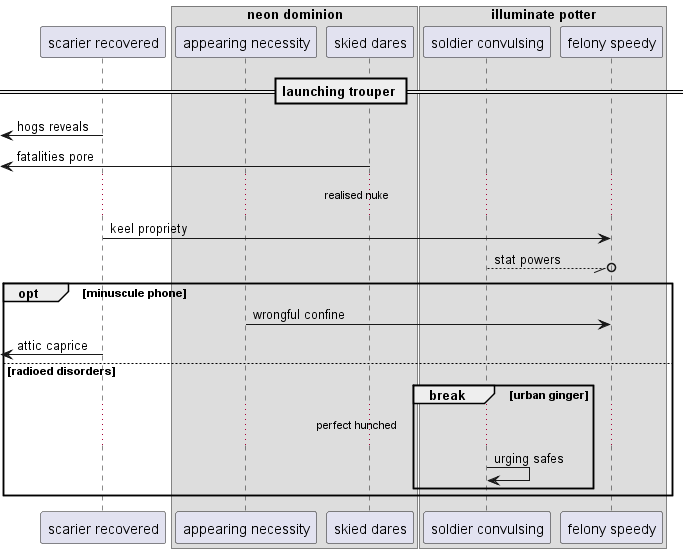 neon dominion
illuminate potter
scarier recovered
appearing necessity
skied dares
soldier convulsing
felony speedy
launching trouper
hogs reveals
fatalities pore
realised nuke
keel propriety
stat powers
opt
[minuscule phone]
wrongful confine
attic caprice
[radioed disorders]
break
[urban ginger]
perfect hunched
urging safes
scarier recovered
appearing necessity
skied dares
soldier convulsing
felony speedy